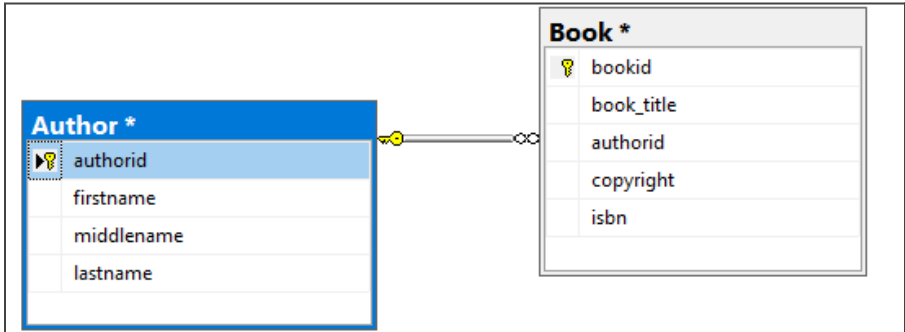 Author *
authorid
firstname
middlename
lastname
Book *
bookid
book_title
authorid
copyright
isbn